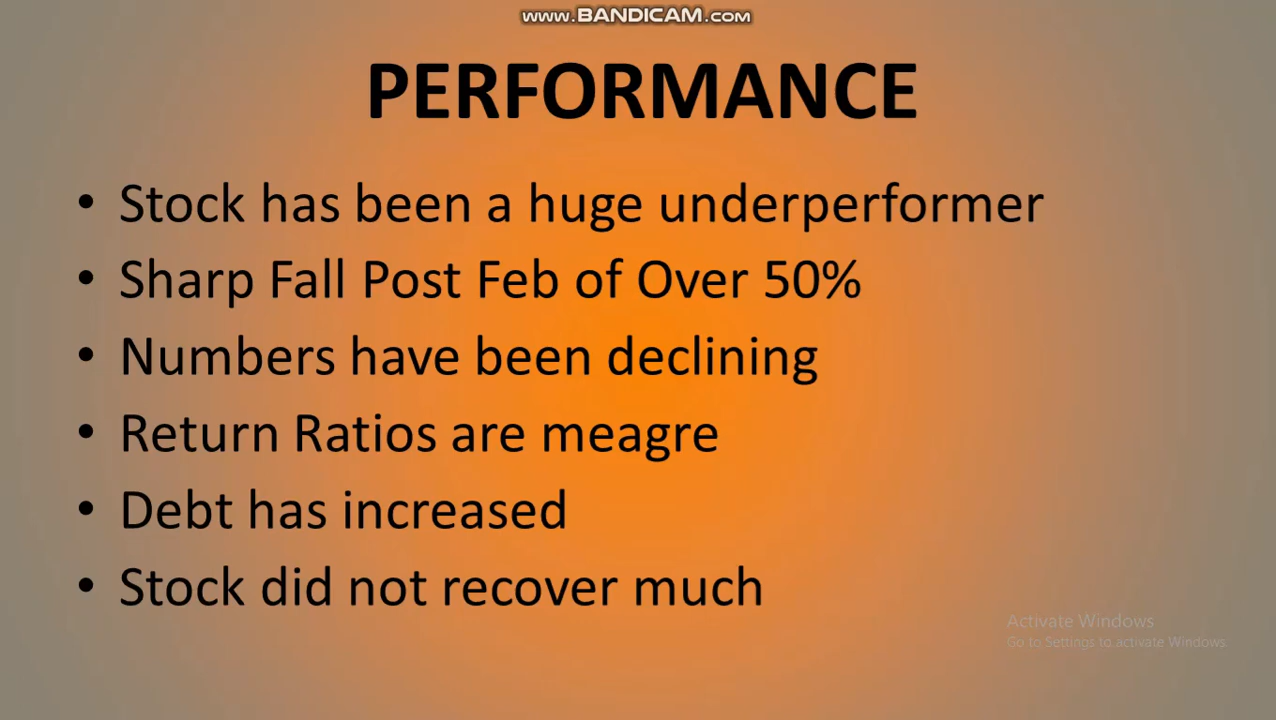 www.BANDICAM.com
PERFORMANCE
• Stock has been a huge underperformer
• Sharp Fall Post Feb of Over 50%
• Numbers have been declining
• Return Ratios are meagre
• Debt has increased
• Stock did not recover much
Activate Windows
Go to Settings to activate Windows.